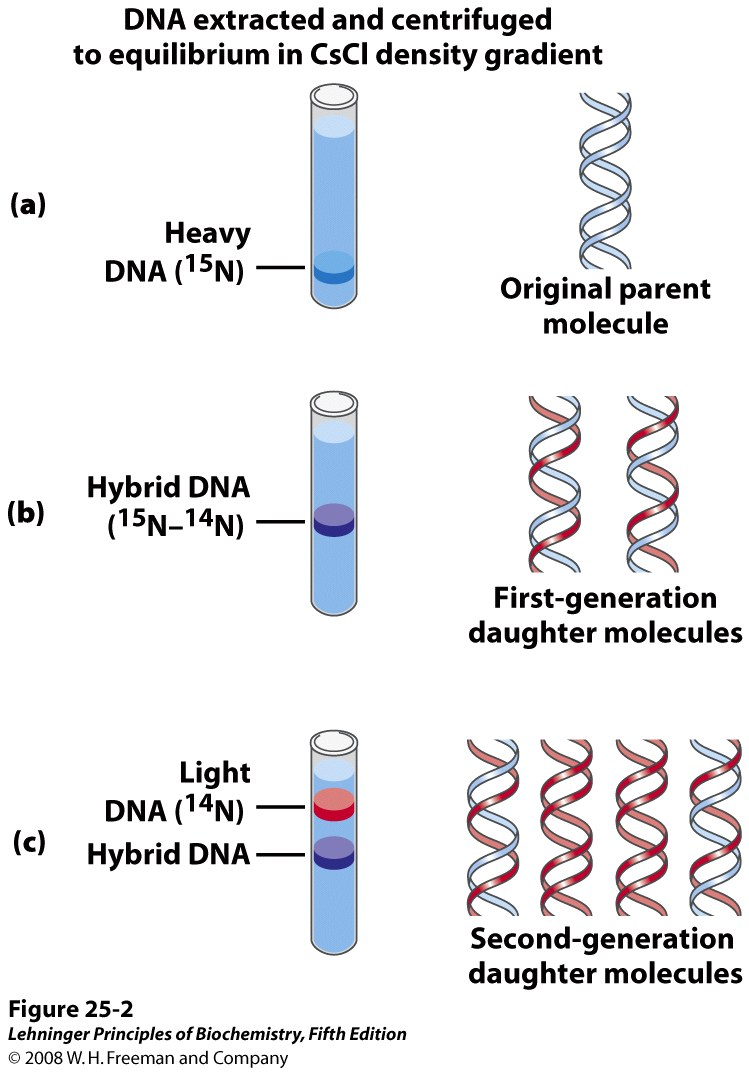 DNA extracted and centrifuged
to equilibrium in CsCl density gradient
(a)
Heavy
DNA (¹⁵N)
Original parent
molecule
(b)
Hybrid DNA
(¹⁵N–¹⁴N)
First-generation
daughter molecules
(c)
Light
DNA (¹⁴N)
Hybrid DNA
Second-generation
daughter molecules
Figure 25-2
Lehninger Principles of Biochemistry, Fifth Edition
© 2008 W. H. Freeman and Company